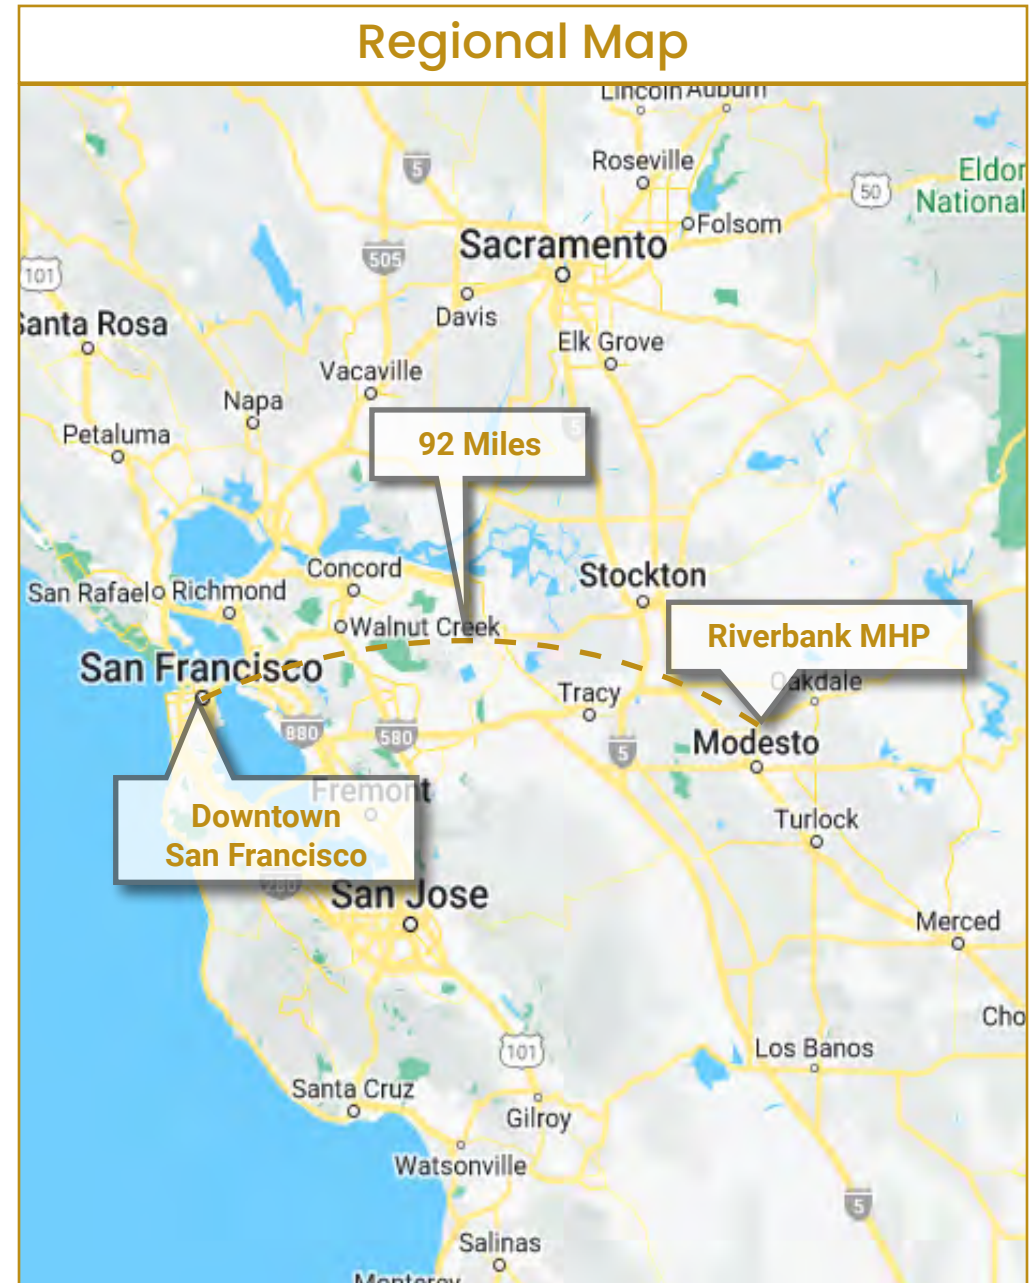 Regional Map
Lincoln
Auburn
Roseville
5
50
Eldor
National
Folsom
Sacramento
505
101
Davis
Santa Rosa
Elk Grove
Vacaville
Napa
Petaluma
5
92 Miles
Concord
Stockton
San Rafael
Richmond
Walnut Creek
Riverbank MHP
San Francisco
Oakdale
Tracy
880
580
5
Modesto
Fremont
Downtown
San Francisco
Turlock
280
San Jose
Merced
Cho
101
Los Banos
Santa Cruz
Gilroy
Watsonville
5
Salinas
Monterey